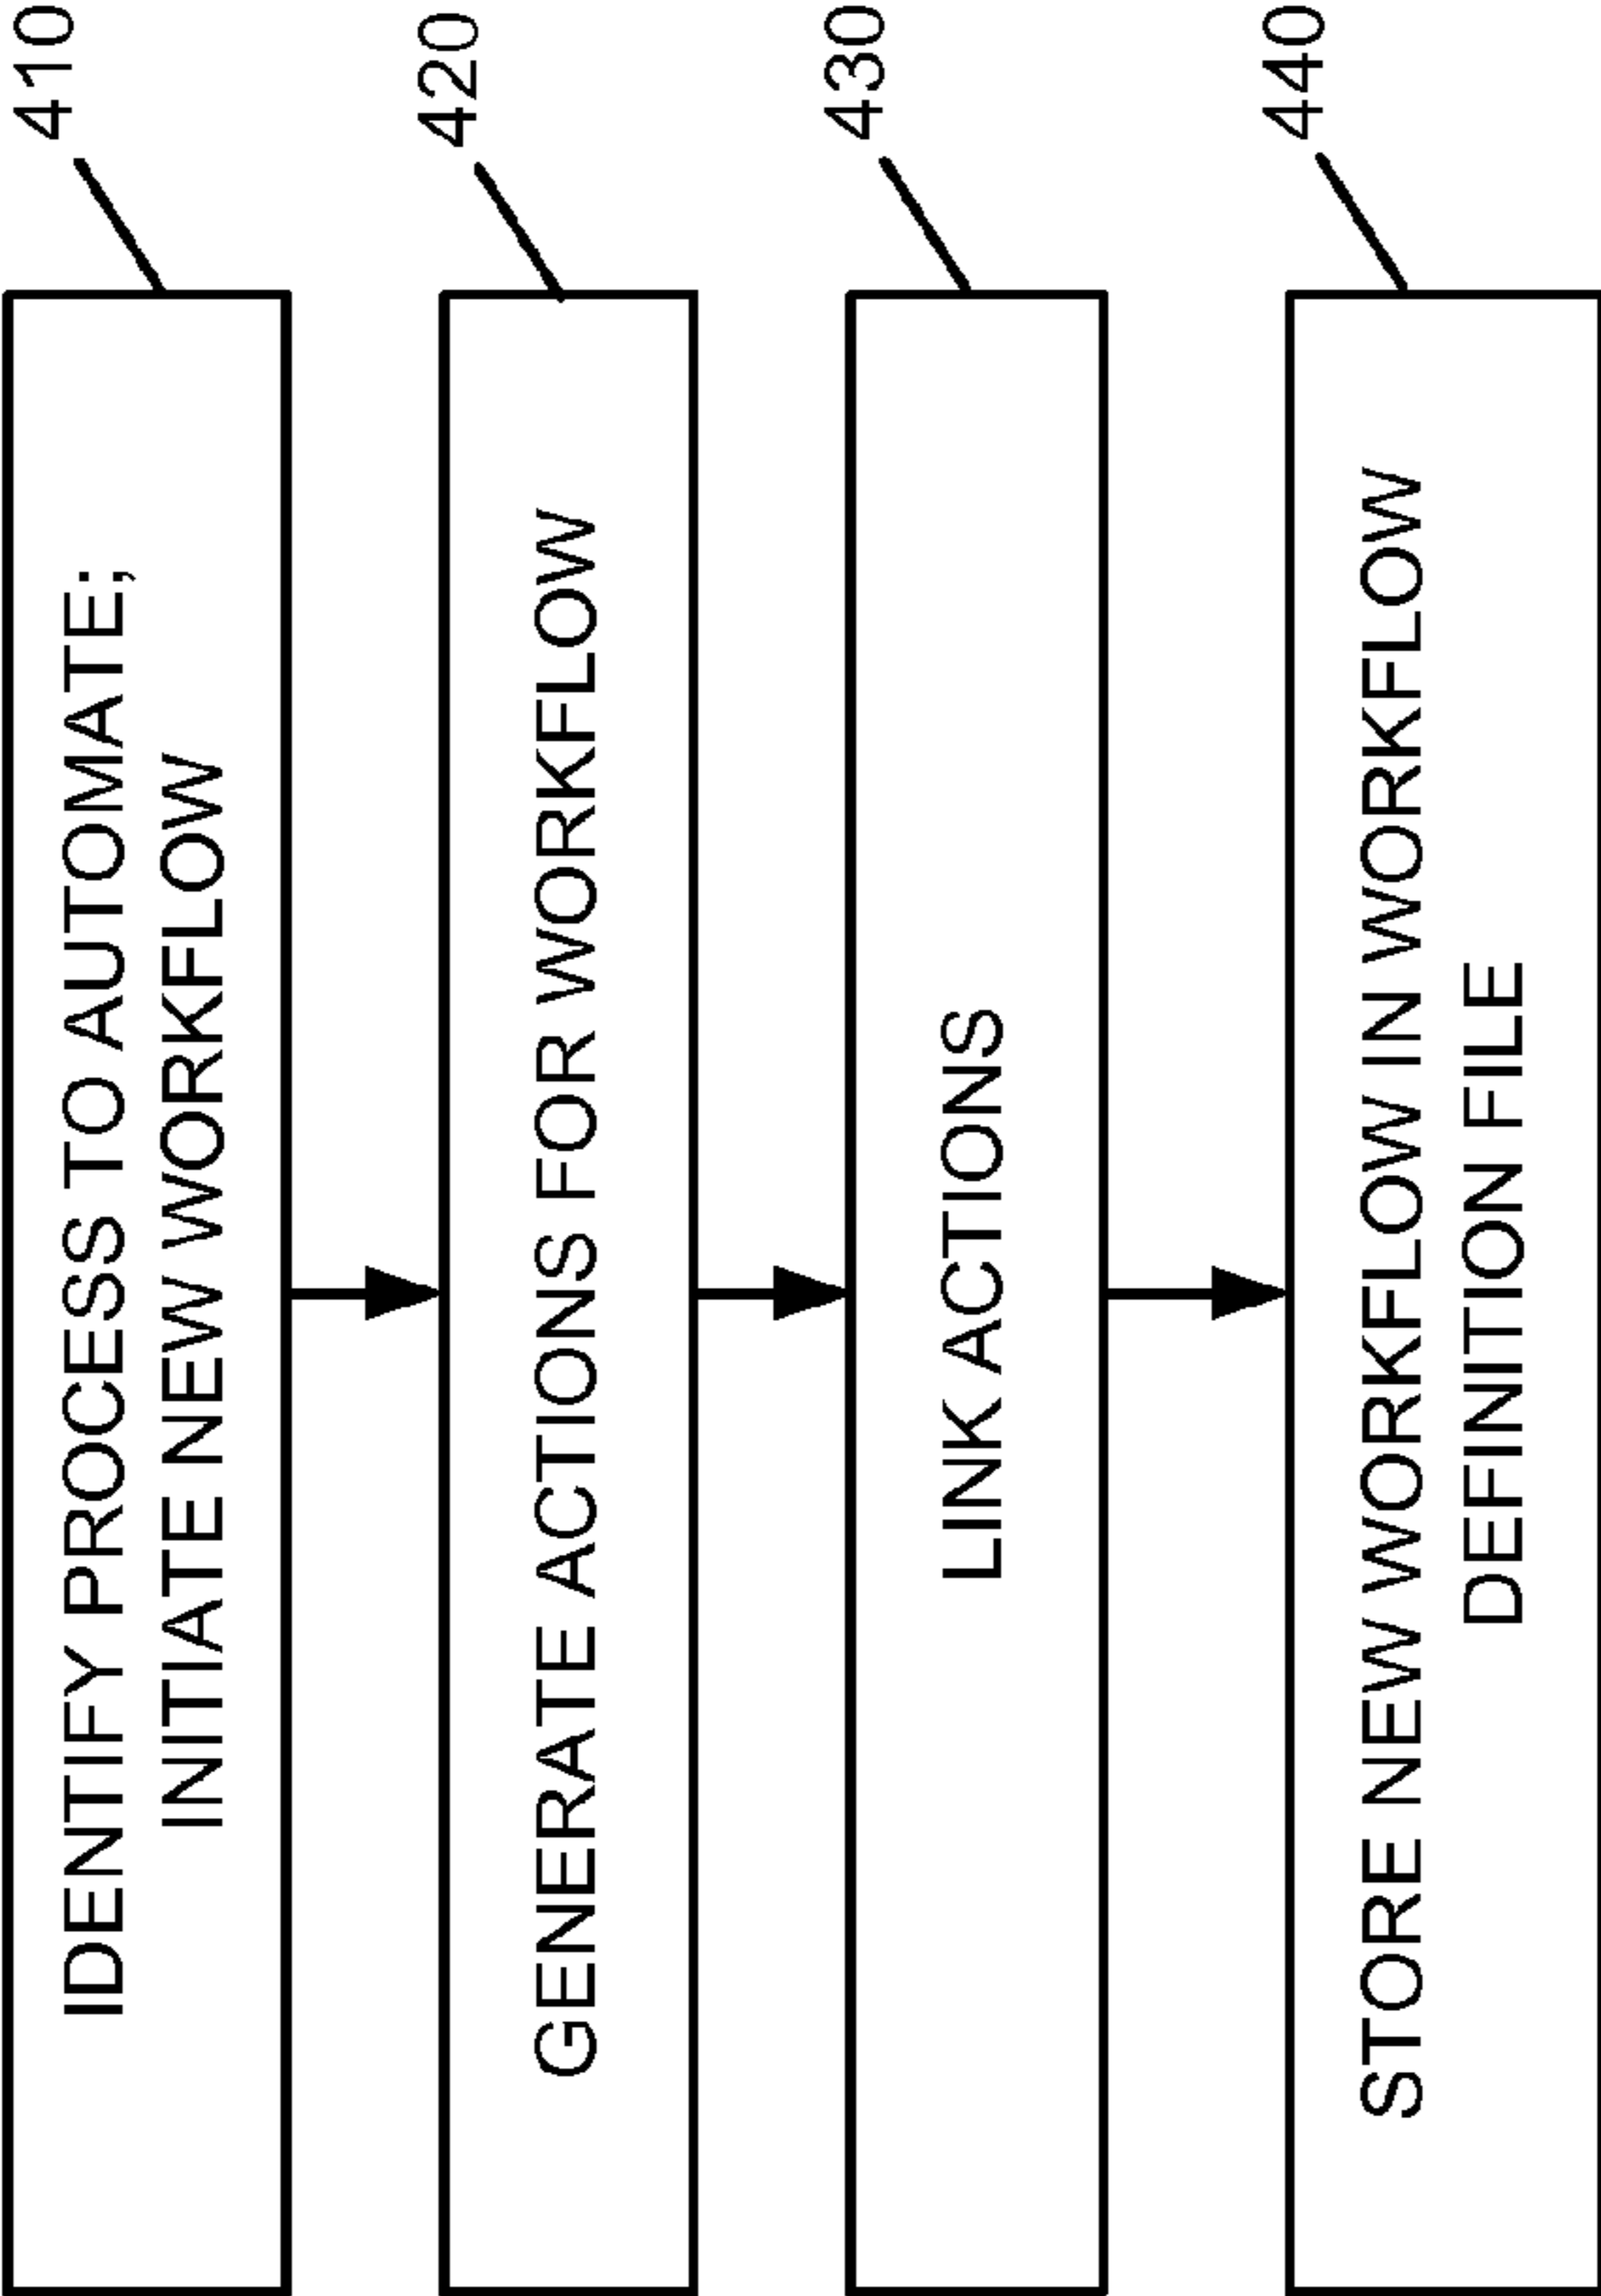 IDENTIFY PROCESS TO AUTOMATE;
INITIATE NEW WORKFLOW
410
GENERATE ACTIONS FOR WORKFLOW
420
LINK ACTIONS
430
STORE NEW WORKFLOW IN WORKFLOW
DEFINITION FILE
440